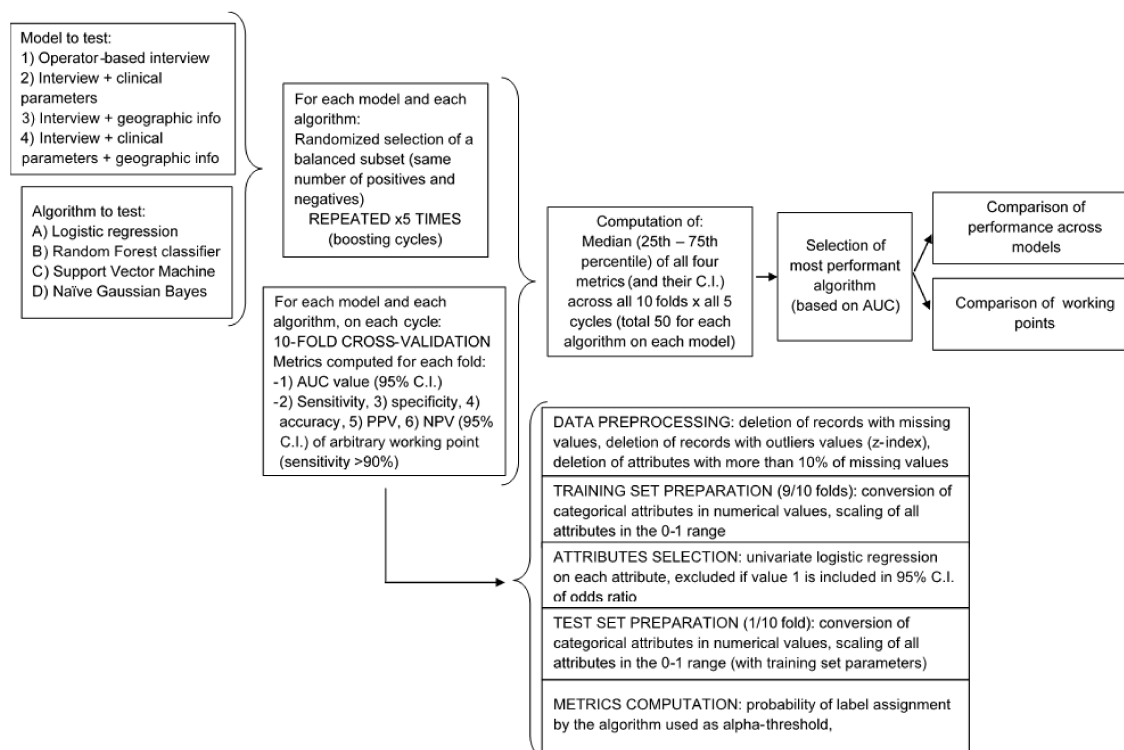 Model to test:
1) Operator-based interview
2) Interview + clinical
parameters
3) Interview + geographic info
4) Interview + clinical
parameters + geographic info
Algorithm to test:
A) Logistic regression
B) Random Forest classifier
C) Support Vector Machine
D) Naïve Gaussian Bayes
For each model and each
algorithm:
Randomized selection of a
balanced subset (same
number of positives and
negatives)
REPEATED x5 TIMES
(boosting cycles)
For each model and each
algorithm, on each cycle:
10-FOLD CROSS-VALIDATION
Metrics computed for each fold:
-1) AUC value (95% C.I.)
-2) Sensitivity, 3) specificity, 4)
accuracy, 5) PPV, 6) NPV (95%
C.I.) of arbitrary working point
(sensitivity >90%)
Computation of:
Median (25th – 75th
percentile) of all four
metrics (and their C.I.)
across all 10 folds x all 5
cycles (total 50 for each
algorithm on each model)
Selection of
most performant
algorithm
(based on AUC)
Comparison of
performance across
models
Comparison of working
points
DATA PREPROCESSING: deletion of records with missing
values, deletion of records with outliers values (z-index),
deletion of attributes with more than 10% of missing values
TRAINING SET PREPARATION (9/10 folds): conversion of
categorical attributes in numerical values, scaling of all
attributes in the 0-1 range
ATTRIBUTES SELECTION: univariate logistic regression
on each attribute, excluded if value 1 is included in 95% C.I.
of odds ratio
TEST SET PREPARATION (1/10 fold): conversion of
categorical attributes in numerical values, scaling of all
attributes in the 0-1 range (with training set parameters)
METRICS COMPUTATION: probability of label assignment
by the algorithm used as alpha-threshold,